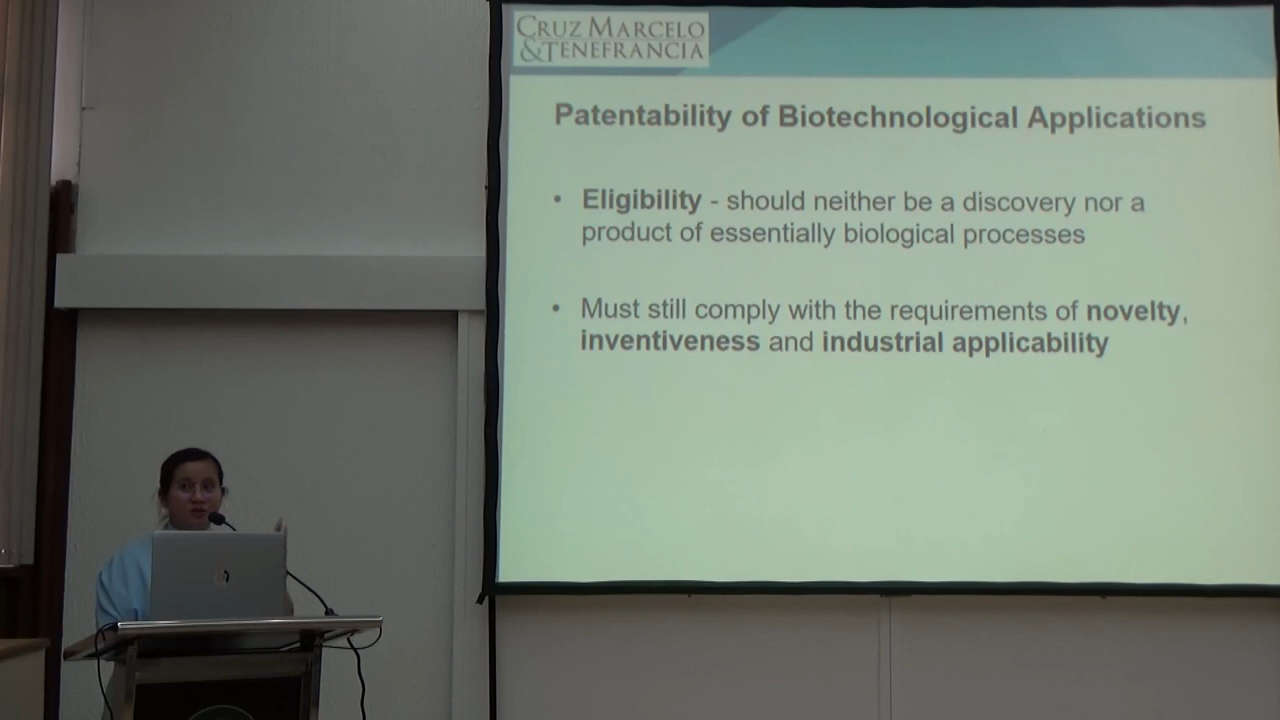 CRUZ MARCELO
&TENEFRANCIA
Patentability of Biotechnological Applications
• Eligibility - should neither be a discovery nor a
product of essentially biological processes
• Must still comply with the requirements of novelty,
inventiveness and industrial applicability